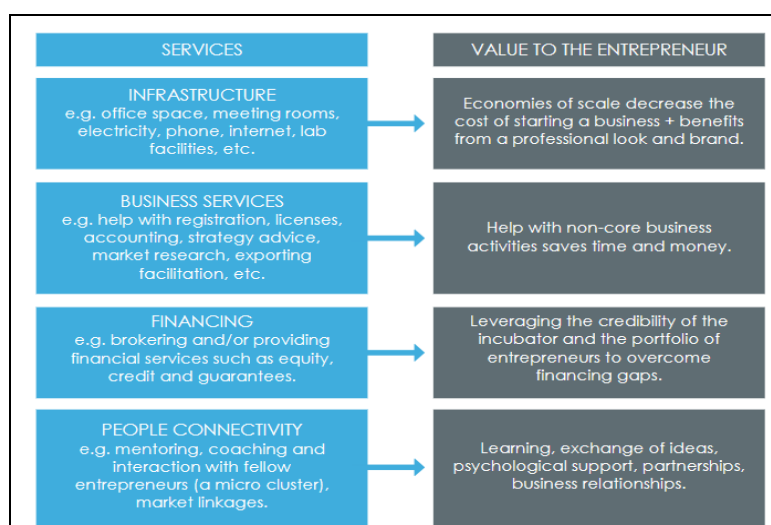 SERVICES
VALUE TO THE ENTREPRENEUR
INFRASTRUCTURE
e.g. office space, meeting rooms,
electricity, phone, internet, lab
facilities, etc.
Economies of scale decrease the
cost of starting a business + benefits
from a professional look and brand.
BUSINESS SERVICES
e.g. help with registration, licenses,
accounting, strategy advice,
market research, exporting
facilitation, etc.
Help with non-core business
activities saves time and money.
FINANCING
e.g. brokering and/or providing
financial services such as equity,
credit and guarantees.
Leveraging the credibility of the
incubator and the portfolio of
entrepreneurs to overcome
financing gaps.
PEOPLE CONNECTIVITY
e.g. mentoring, coaching and
interaction with fellow
entrepreneurs (a micro cluster),
market linkages.
Learning, exchange of ideas,
psychological support, partnerships,
business relationships.